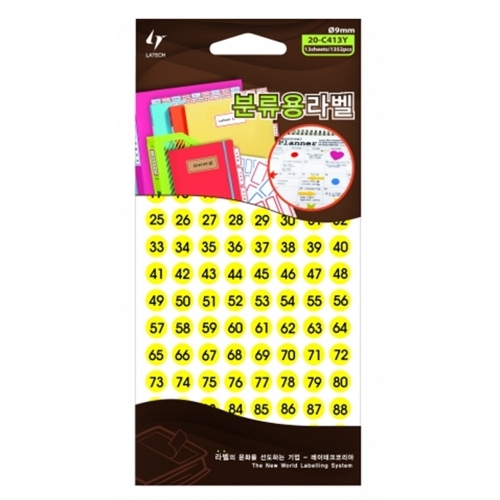 LATECH
Ø9mm
20-C413Y
13sheets/1352pcs
분류용라벨
Planner
25 26 27 28 29 30 31 32
33 34 35 36 37 38 39 40
41 42 43 44 45 46 47 48
49 50 51 52 53 54 55 56
57 58 59 60 61 62 63 64
65 66 67 68 69 70 71 72
73 74 75 76 77 78 79 80
83 84 85 86 87 88
라벨의 문화를 선도하는 기업 - 레이테크코리아
The New World Labelling System